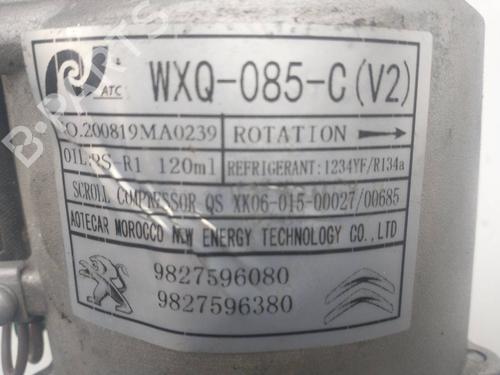 ATC
WXQ-085-C(V2)
O.200819MA0239
ROTATION
OIL:RS-R1 120ml
REFRIGERANT:1234YF/R134a
SCROLL COMPRESSOR QS XK06-015-00027/00685
AOTECAR MOROCCO NEW ENERGY TECHNOLOGY CO.,LTD
9827596080
9827596380
B-PARTS